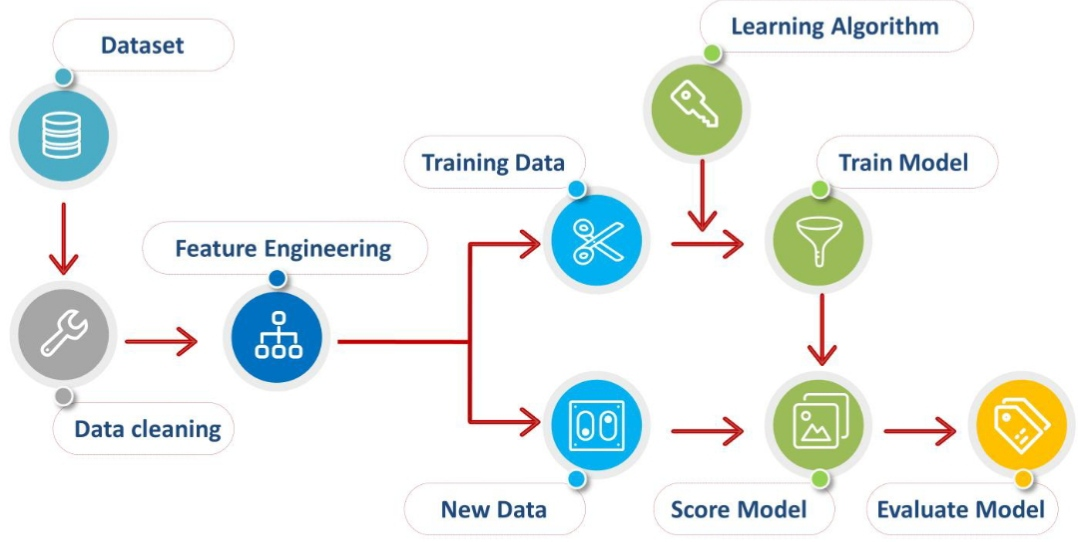 Dataset
Learning Algorithm
Training Data
Train Model
Feature Engineering
Data cleaning
New Data
Score Model
Evaluate Model